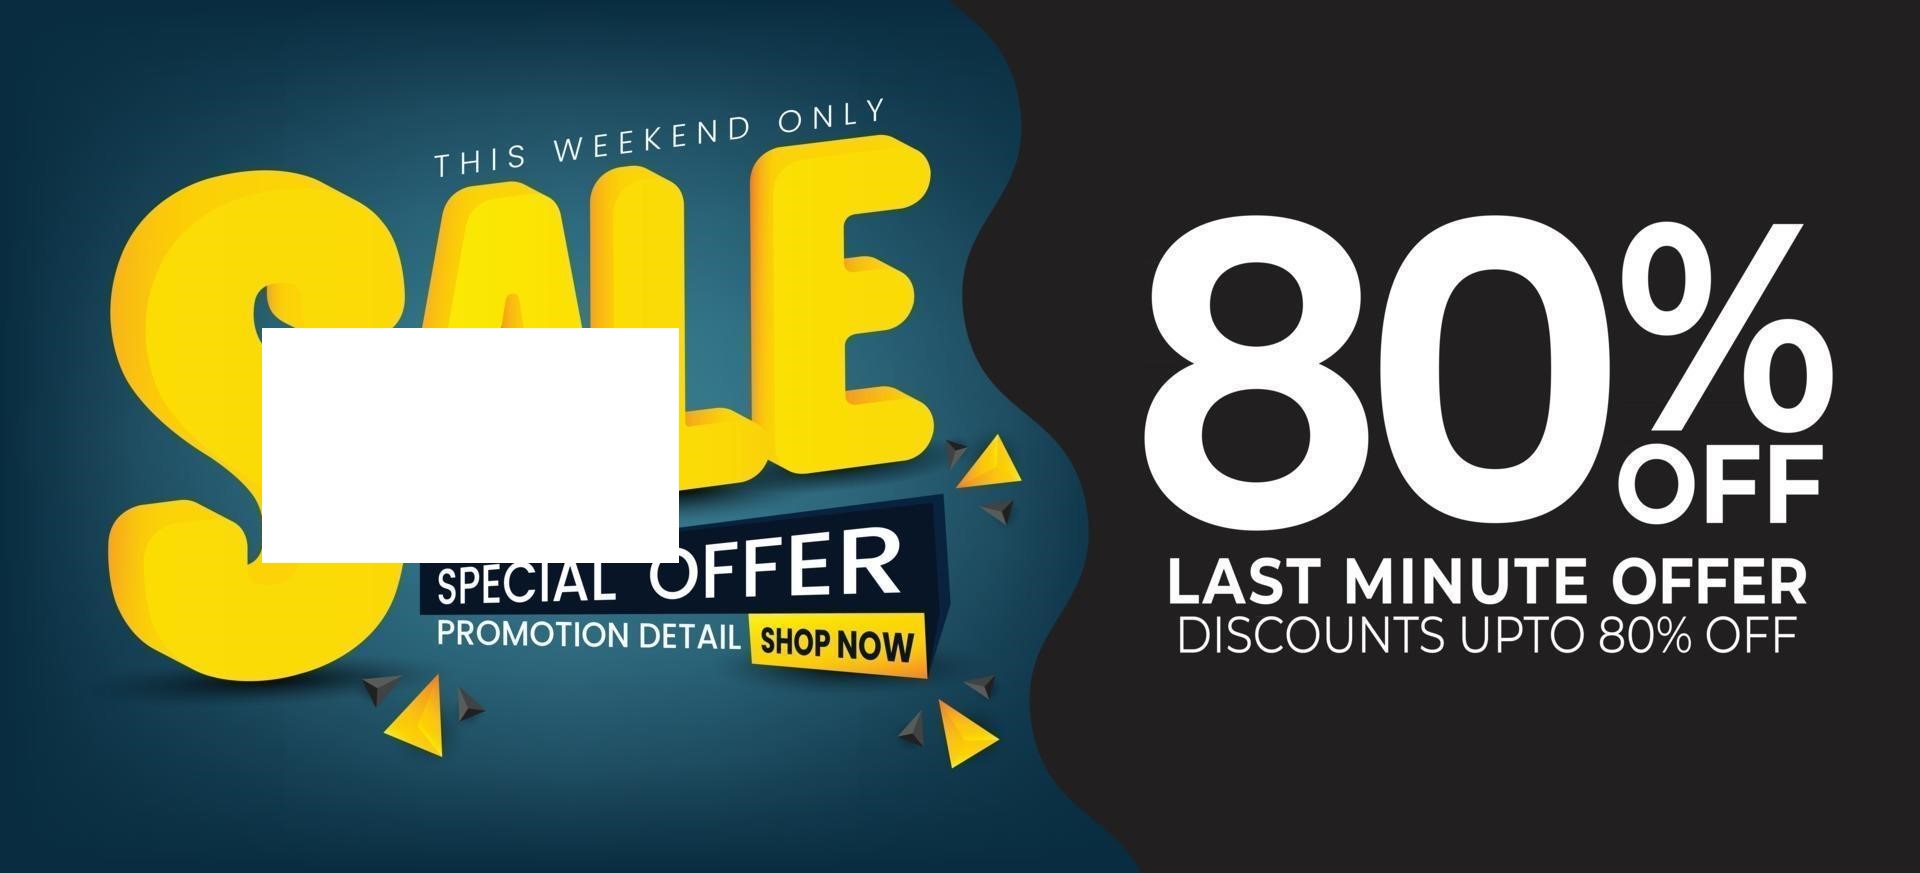 THIS WEEKEND ONLY
SALE
SPECIAL OFFER
PROMOTION DETAIL
SHOP NOW
80%
OFF
LAST MINUTE OFFER
DISCOUNTS UPTO 80% OFF